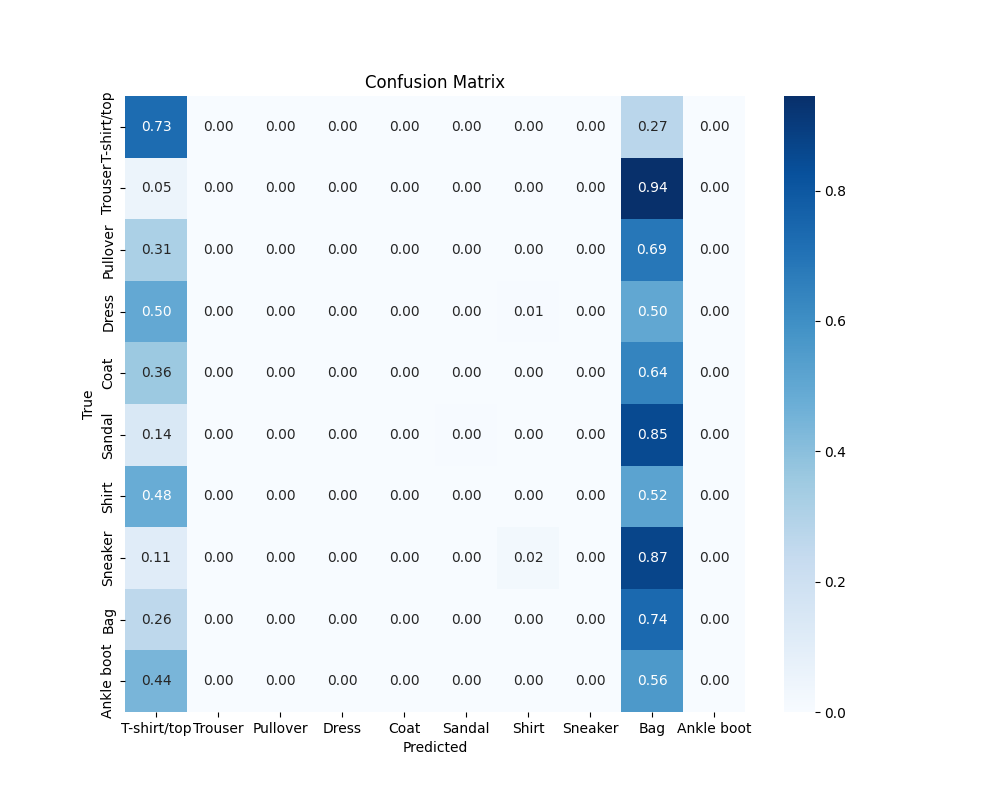 Confusion Matrix
T-shirt/top 0.73 0.00 0.00 0.00 0.00 0.00 0.00 0.00 0.27 0.00
Trouser 0.05 0.00 0.00 0.00 0.00 0.00 0.00 0.00 0.94 0.00
Pullover 0.31 0.00 0.00 0.00 0.00 0.00 0.00 0.00 0.69 0.00
Dress 0.50 0.00 0.00 0.00 0.00 0.00 0.01 0.00 0.50 0.00
Coat 0.36 0.00 0.00 0.00 0.00 0.00 0.00 0.00 0.64 0.00
Sandal 0.14 0.00 0.00 0.00 0.00 0.00 0.00 0.00 0.85 0.00
Shirt 0.48 0.00 0.00 0.00 0.00 0.00 0.00 0.00 0.52 0.00
Sneaker 0.11 0.00 0.00 0.00 0.00 0.00 0.02 0.00 0.87 0.00
Bag 0.26 0.00 0.00 0.00 0.00 0.00 0.00 0.00 0.74 0.00
Ankle boot 0.44 0.00 0.00 0.00 0.00 0.00 0.00 0.00 0.56 0.00
True
T-shirt/top Trouser Pullover Dress Coat Sandal Shirt Sneaker Bag Ankle boot
Predicted
0.8
0.6
0.4
0.2
0.0